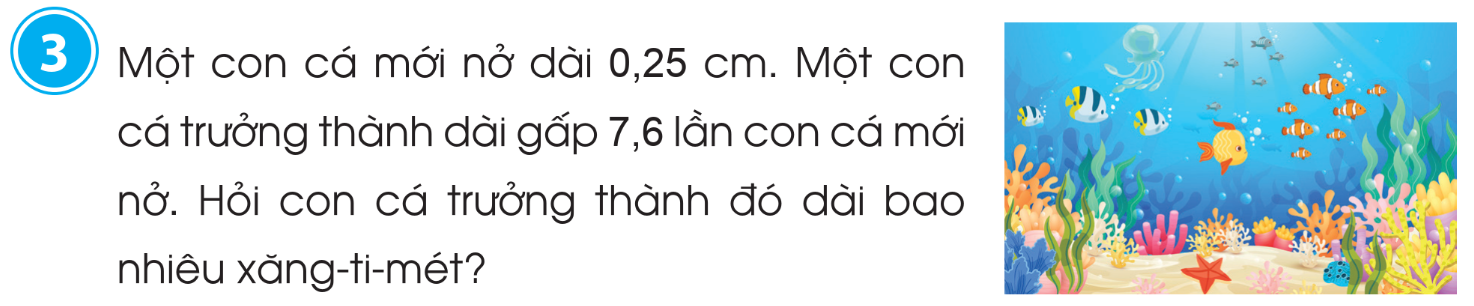 3
Một con cá mới nở dài 0,25 cm. Một con
cá trưởng thành dài gấp 7,6 lần con cá mới
nở. Hỏi con cá trưởng thành đó dài bao
nhiêu xăng-ti-mét?